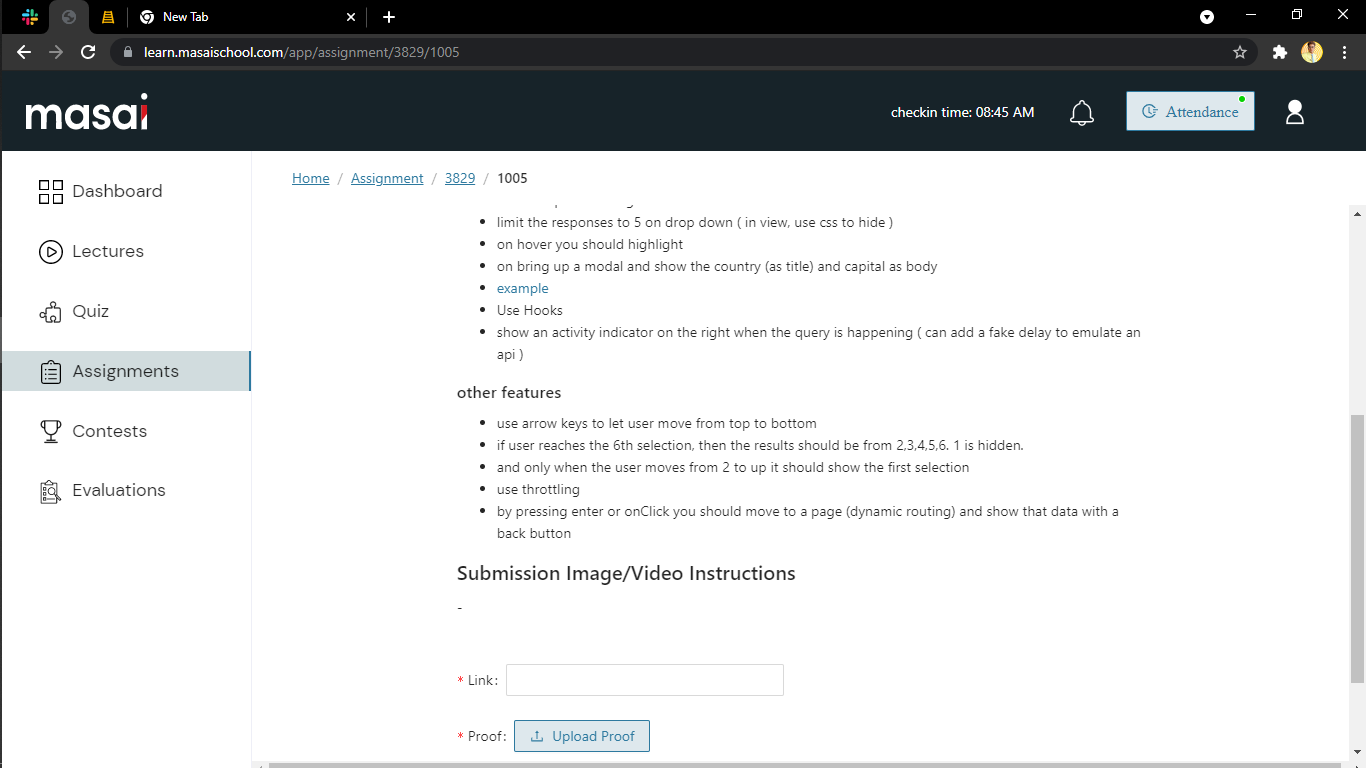 New Tab
learn.masaischool.com/app/assignment/3829/1005
masai
checkin time: 08:45 AM
Attendance
Dashboard
Lectures
Quiz
Assignments
Contests
Evaluations
Home / Assignment / 3829 / 1005
limit the responses to 5 on drop down ( in view, use css to hide )
on hover you should highlight
on bring up a modal and show the country (as title) and capital as body
example
Use Hooks
show an activity indicator on the right when the query is happening ( can add a fake delay to emulate an
api )
other features
use arrow keys to let user move from top to bottom
if user reaches the 6th selection, then the results should be from 2,3,4,5,6. 1 is hidden.
and only when the user moves from 2 to up it should show the first selection
use throttling
by pressing enter or onClick you should move to a page (dynamic routing) and show that data with a
back button
Submission Image/Video Instructions
-
* Link:
* Proof: Upload Proof